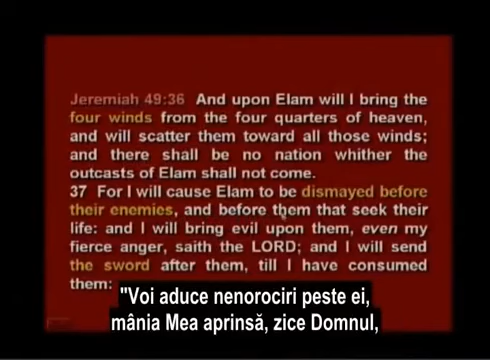 Jeremiah 49:36 And upon Elam will I bring the
four winds from the four quarters of heaven,
and will scatter them toward all those winds;
and there shall be no nation whither the
outcasts of Elam shall not come.
37 For I will cause Elam to be dismayed before
their enemies, and before them that seek their
life: and I will bring evil upon them, even my
fierce anger, saith the LORD; and I will send
the sword after them, till I have consumed
them:
"Voi aduce nenorociri peste ei,
mânia Mea aprinsă, zice Domnul,